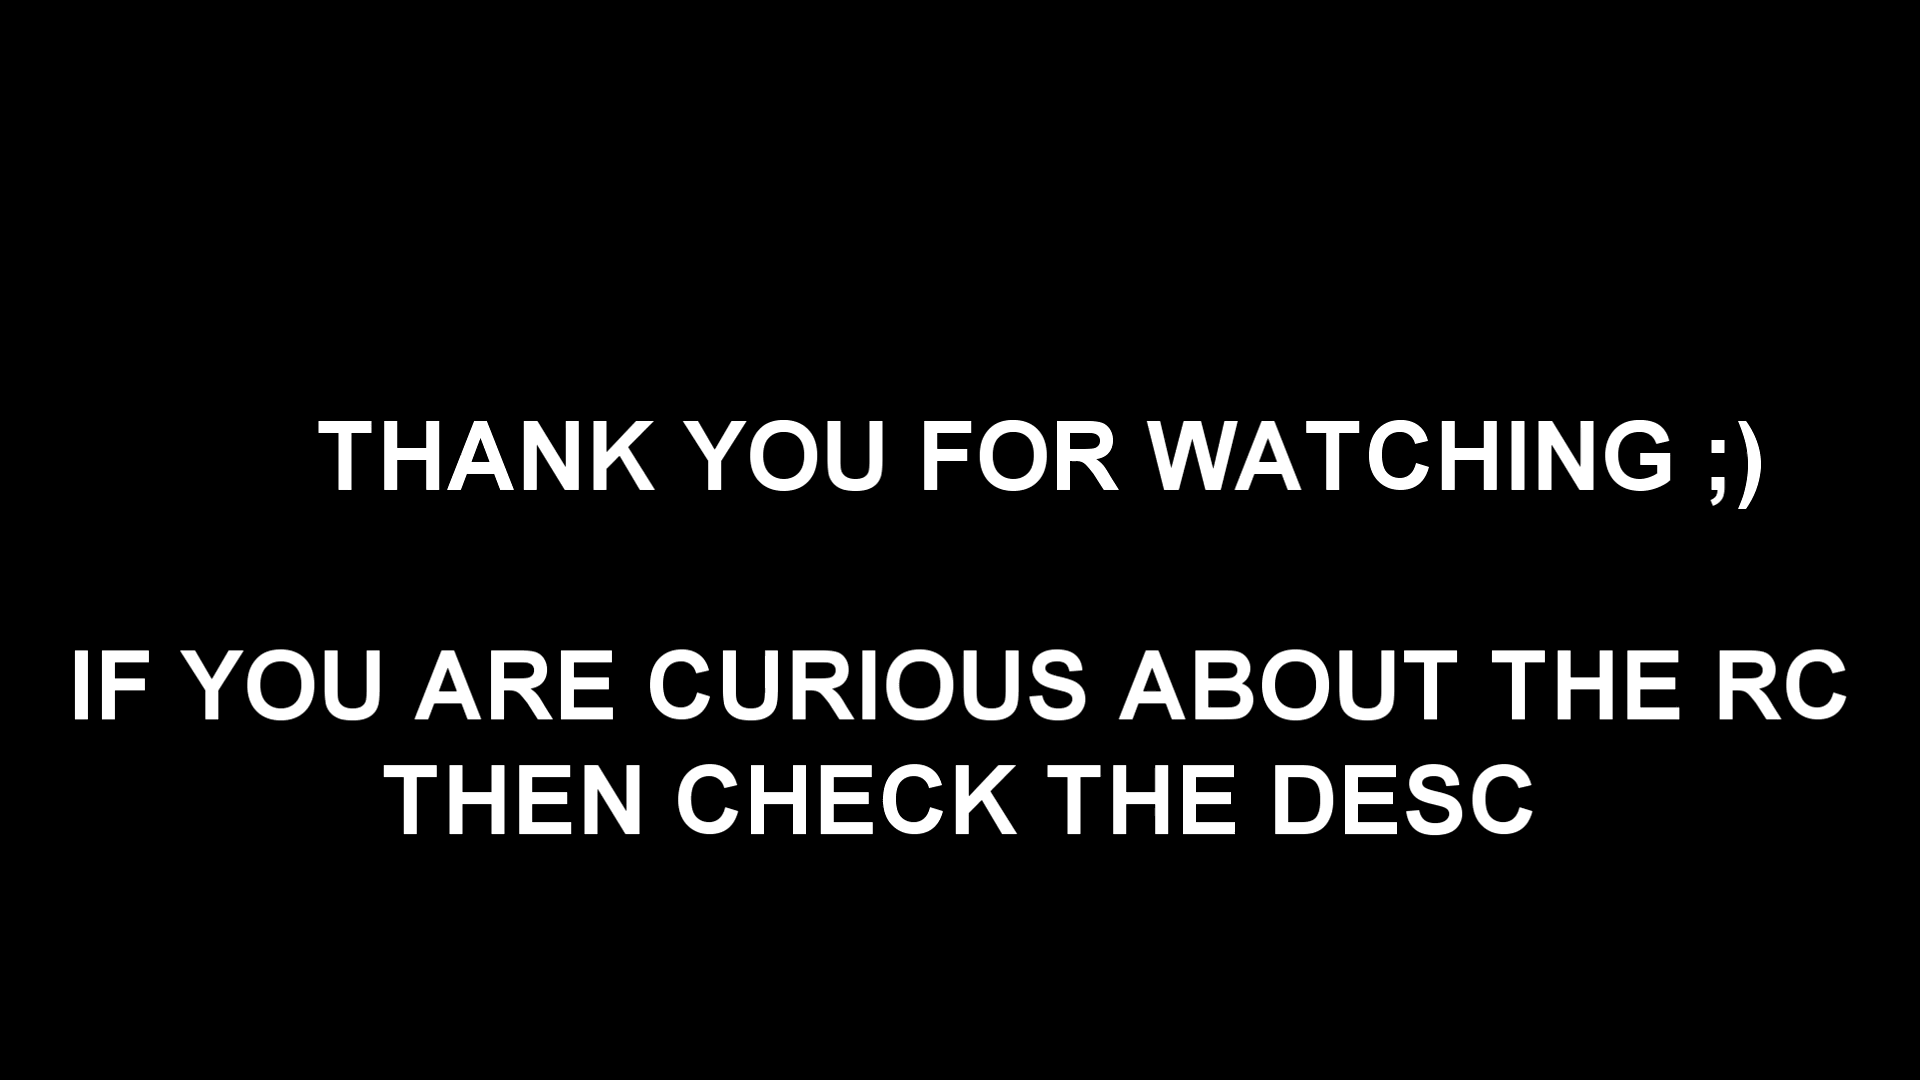 THANK YOU FOR WATCHING ;)
IF YOU ARE CURIOUS ABOUT THE RC
THEN CHECK THE DESC